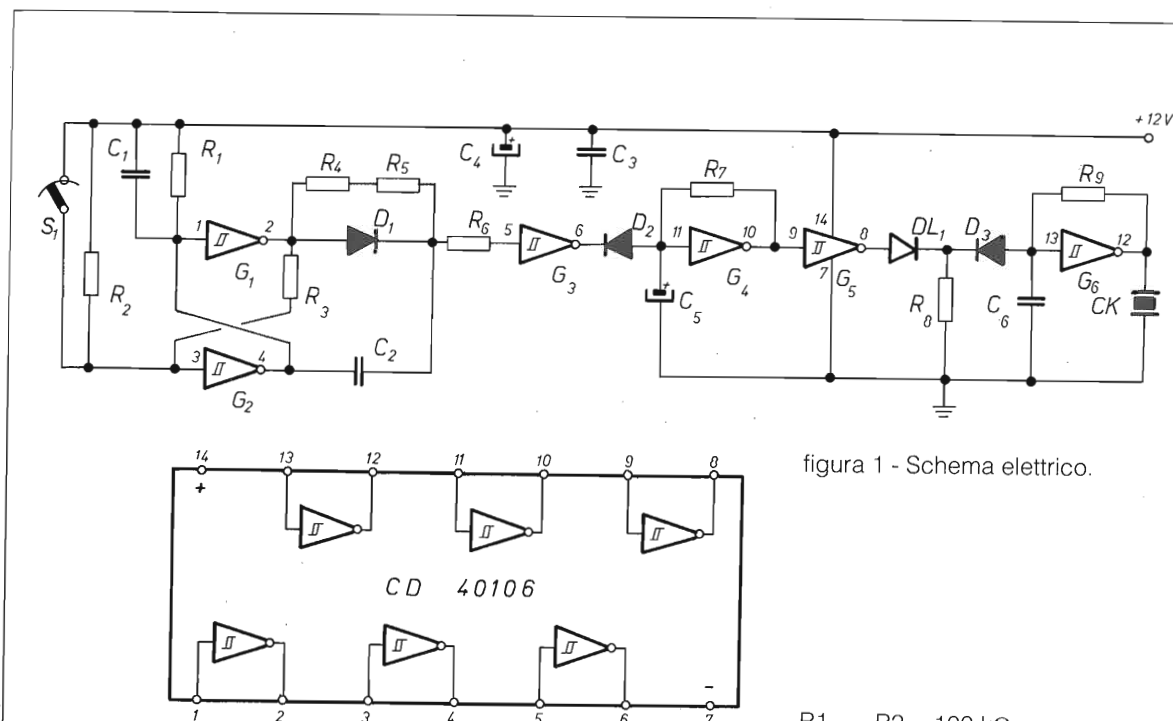 +12V
C1
R1
C4
C3
R4
R5
R7
R9
S1
1
2
D1
R6
5
6
D2
11
10
14
9
8
DL1
D3
13
12
G1
G3
G4
7
G5
G6
R2
R3
C5
R8
C6
CK
3
4
C2
G2
figura 1 - Schema elettrico.
14
13
12
11
10
9
8
+
CD 40106
-
1
2
3
4
5
6
7